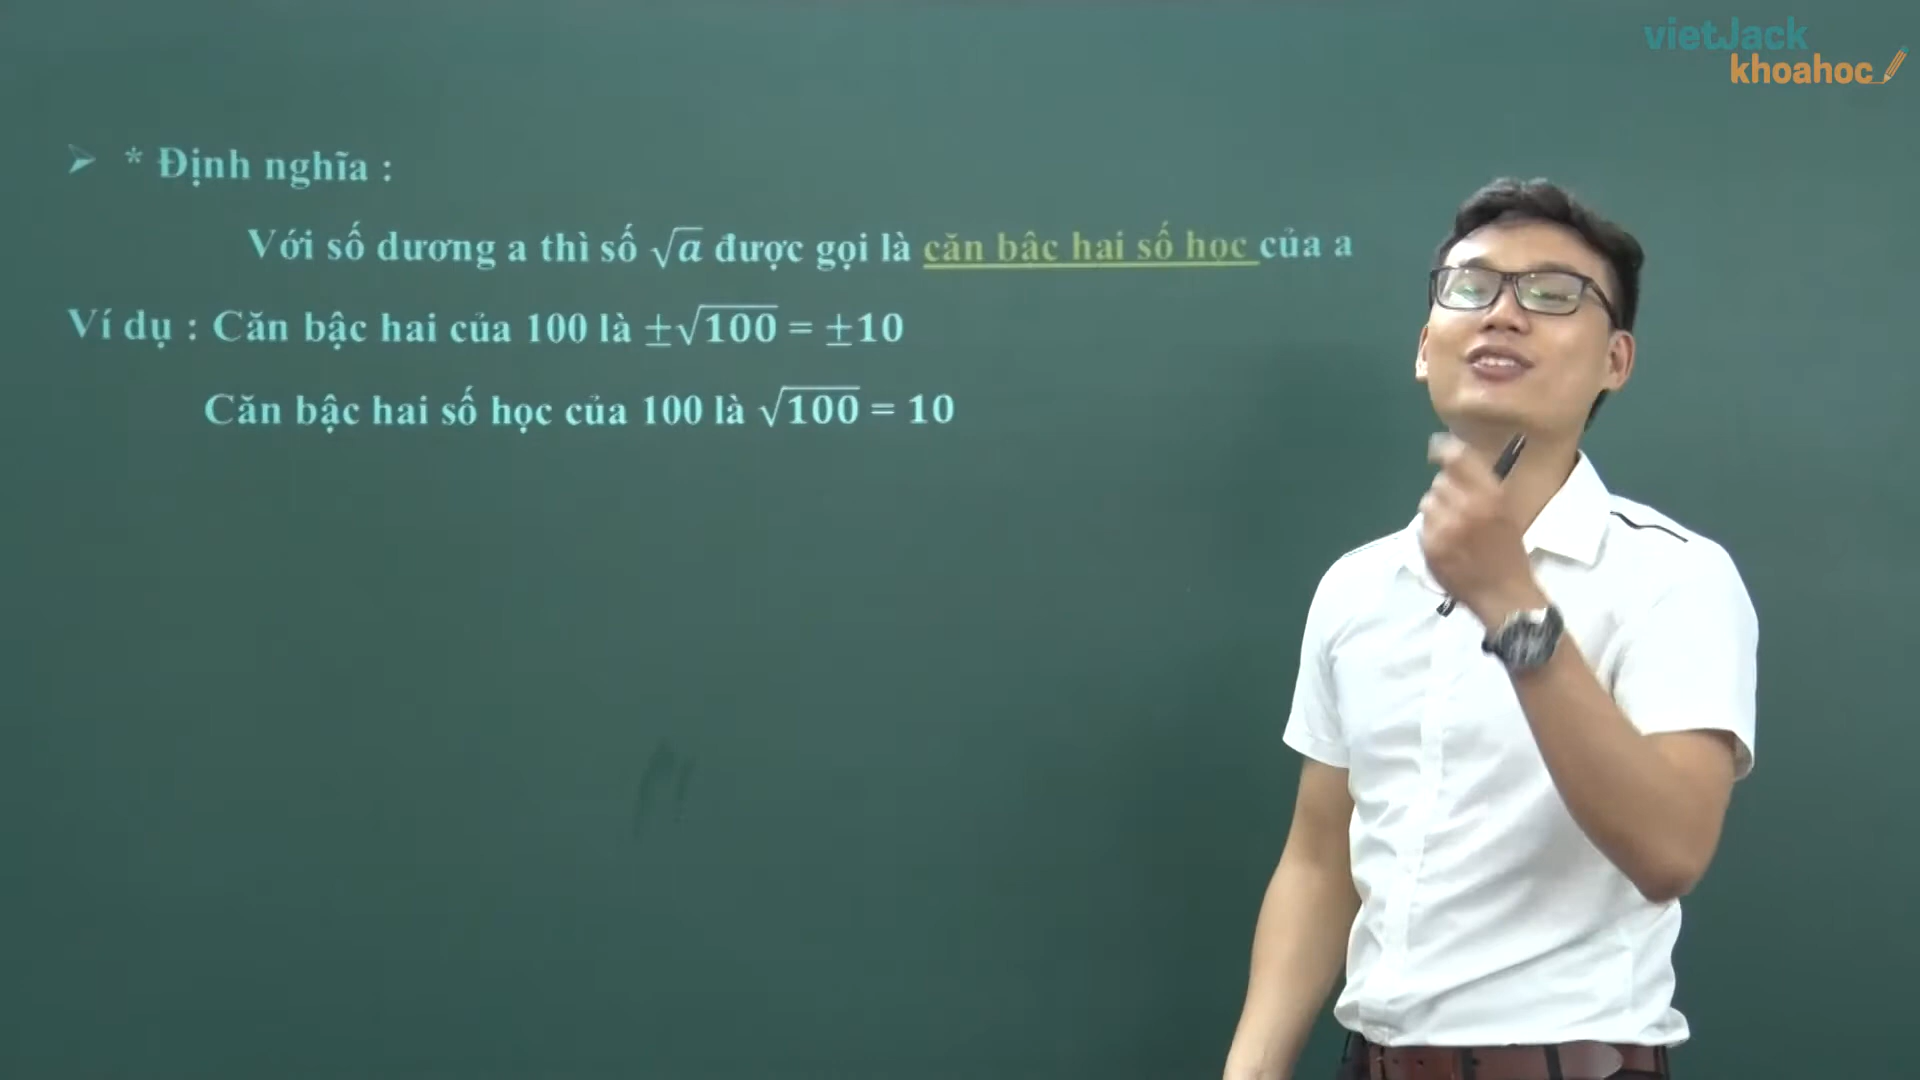 vietJack
khoahoc
➢ * Định nghĩa :
Với số dương a thì số √a được gọi là căn bậc hai số học của a
Ví dụ : Căn bậc hai của 100 là ±√100 = ±10
Căn bậc hai số học của 100 là √100 = 10